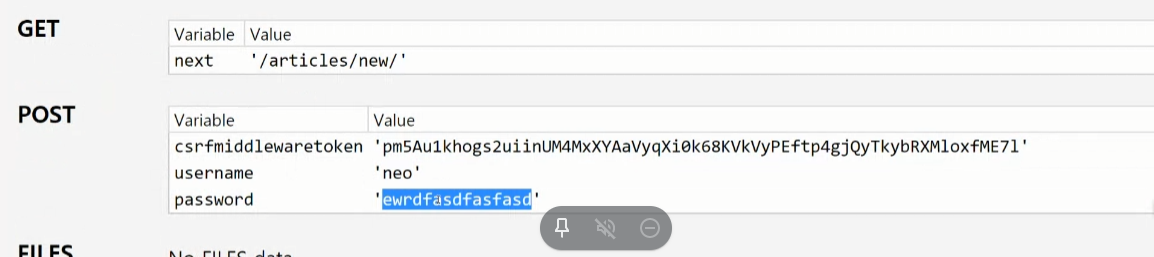 GET
Variable Value
next '/articles/new/'
POST
Variable Value
csrfmiddlewaretoken 'pm5Au1khogs2uiinUM4MxXYAaVyqXi0k68KVkVyPEftp4gjQyTkybRXMloxfME7l'
username 'neo'
password 'ewrdfasdfasfasd'
FILES No FILES data